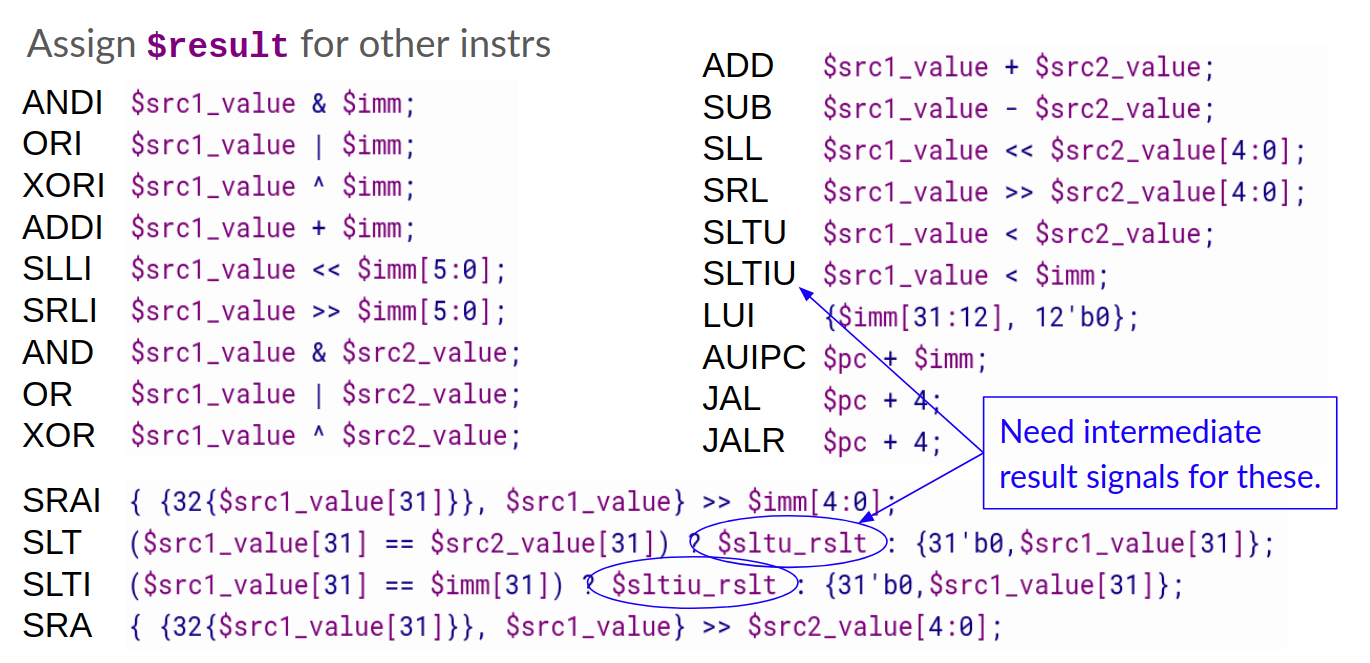 Assign $result for other instrs
ANDI $src1_value & $imm;
ORI $src1_value | $imm;
XORI $src1_value ^ $imm;
ADDI $src1_value + $imm;
SLLI $src1_value << $imm[5:0];
SRLI $src1_value >> $imm[5:0];
AND $src1_value & $src2_value;
OR $src1_value | $src2_value;
XOR $src1_value ^ $src2_value;
ADD $src1_value + $src2_value;
SUB $src1_value - $src2_value;
SLL $src1_value << $src2_value[4:0];
SRL $src1_value >> $src2_value[4:0];
SLTU $src1_value < $src2_value;
SLTIU $src1_value < $imm;
LUI {$imm[31:12], 12'b0};
AUIPC $pc + $imm;
JAL $pc + 4;
JALR $pc + 4;
Need intermediate
result signals for these.
SRAI { {32{$src1_value[31]}}, $src1_value} >> $imm[4:0];
SLT ($src1_value[31] == $src2_value[31]) ? $sltu_rslt : {31'b0,$src1_value[31]};
SLTI ($src1_value[31] == $imm[31]) ? $sltiu_rslt : {31'b0,$src1_value[31]};
SRA { {32{$src1_value[31]}}, $src1_value} >> $src2_value[4:0];